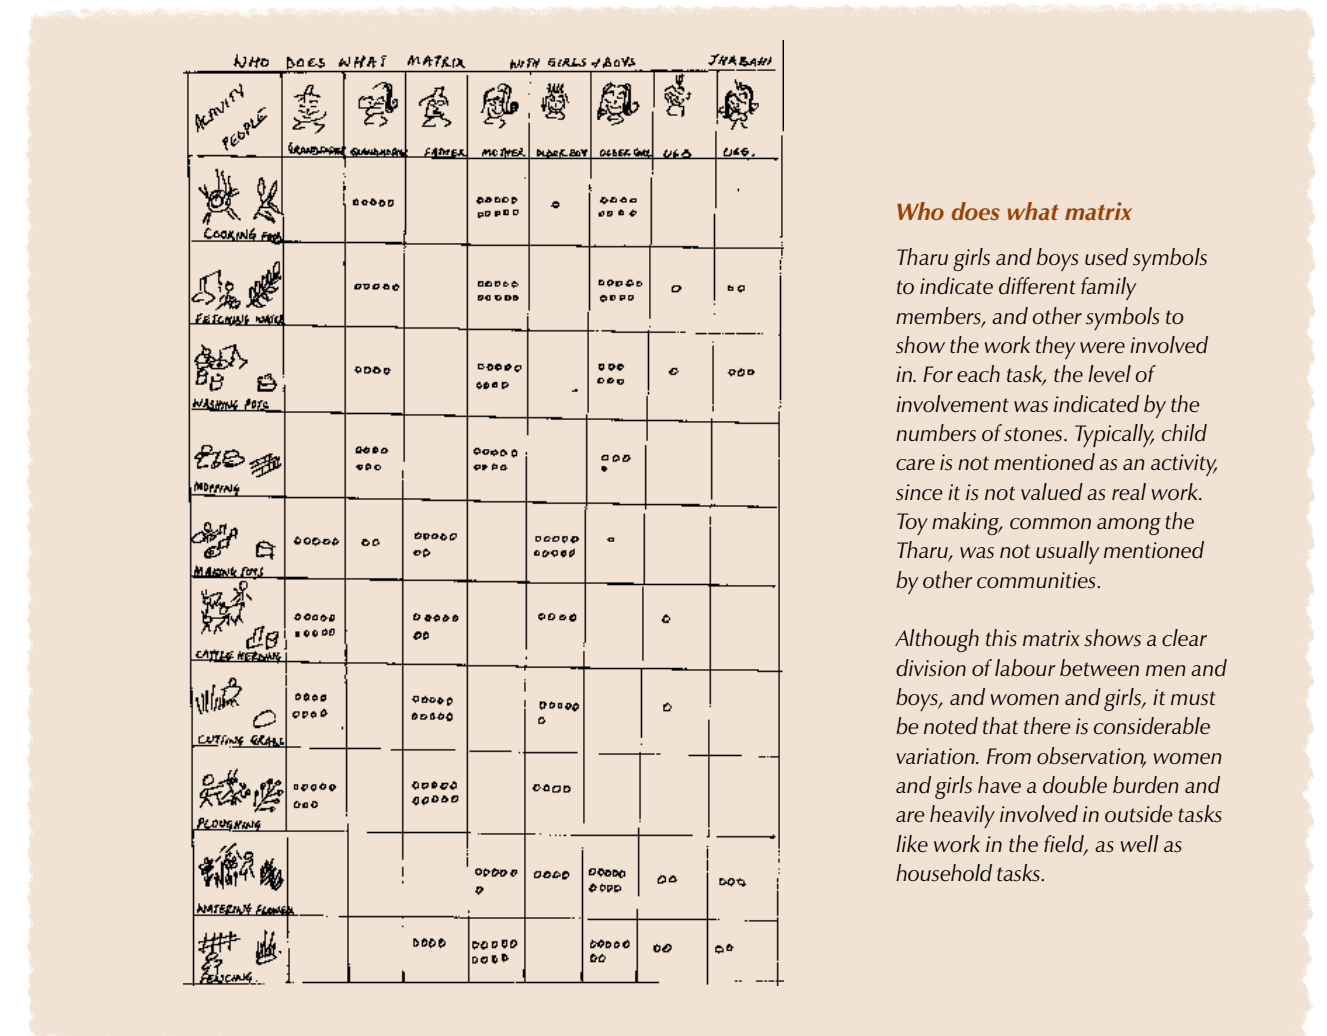 WHO DOES WHAT MATRIX WITH GIRLS & BOYS JHABAHI
ACTIVITY
PEOPLE
GRANDFATHER GRANDMOTHER FATHER MOTHER OLDER BOY OLDER GIRL
COOKING FOOD
FETCHING WATER
WASHING POTS
MOPPING
MAKING TOYS
CATTLE HERDING
CUTTING GRASS
PLOUGHING
WATERING FLOWER
FENCING
Who does what matrix
Tharu girls and boys used symbols
to indicate different family
members, and other symbols to
show the work they were involved
in. For each task, the level of
involvement was indicated by the
numbers of stones. Typically, child
care is not mentioned as an activity,
since it is not valued as real work.
Toy making, common among the
Tharu, was not usually mentioned
by other communities.
Although this matrix shows a clear
division of labour between men and
boys, and women and girls, it must
be noted that there is considerable
variation. From observation, women
and girls have a double burden and
are heavily involved in outside tasks
like work in the field, as well as
household tasks.